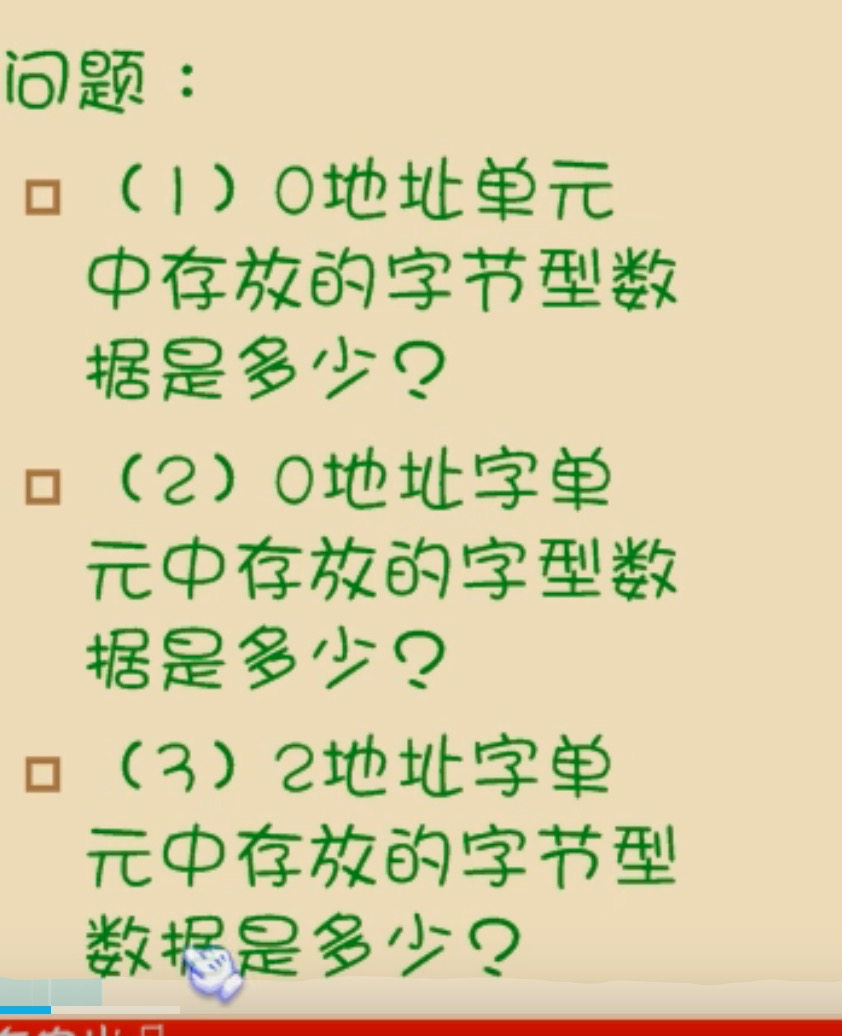 问题：
（1）0地址单元
中存放的字节型数
据是多少？
（2）0地址字单
元中存放的字型数
据是多少？
（3）2地址字单
元中存放的字节型
数据是多少？